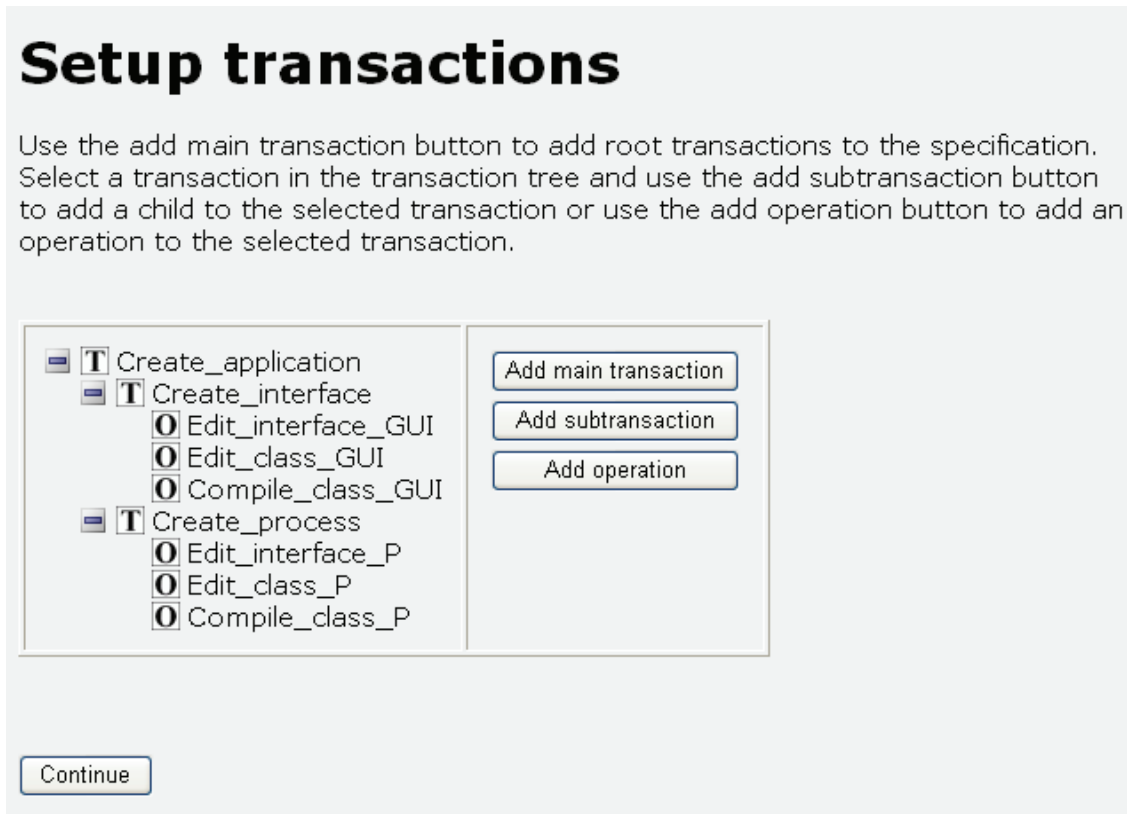 Setup transactions
Use the add main transaction button to add root transactions to the specification.
Select a transaction in the transaction tree and use the add subtransaction button
to add a child to the selected transaction or use the add operation button to add an
operation to the selected transaction.
T Create_application
T Create_interface
O Edit_interface_GUI
O Edit_class_GUI
O Compile_class_GUI
T Create_process
O Edit_interface_P
O Edit_class_P
O Compile_class_P
Add main transaction
Add subtransaction
Add operation
Continue